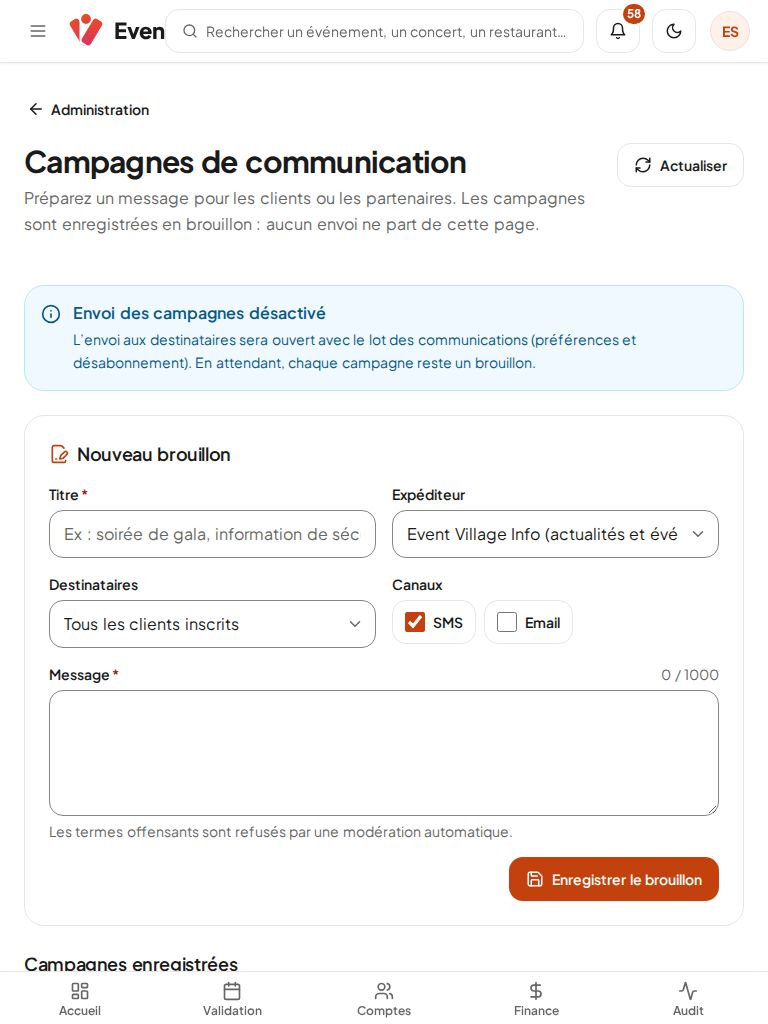 Even
Rechercher un événement, un concert, un restaurant...
58
ES
Administration
Campagnes de communication
Actualiser
Préparez un message pour les clients ou les partenaires. Les campagnes
sont enregistrées en brouillon : aucun envoi ne part de cette page.
Envoi des campagnes désactivé
L'envoi aux destinataires sera ouvert avec le lot des communications (préférences et
désabonnement). En attendant, chaque campagne reste un brouillon.
Nouveau brouillon
Titre *
Expéditeur
Ex : soirée de gala, information de séc
Event Village Info (actualités et évé
Destinataires
Canaux
Tous les clients inscrits
SMS
Email
Message *
0 / 1000
Les termes offensants sont refusés par une modération automatique.
Enregistrer le brouillon
Campagnes enregistrées
Accueil
Validation
Comptes
Finance
Audit